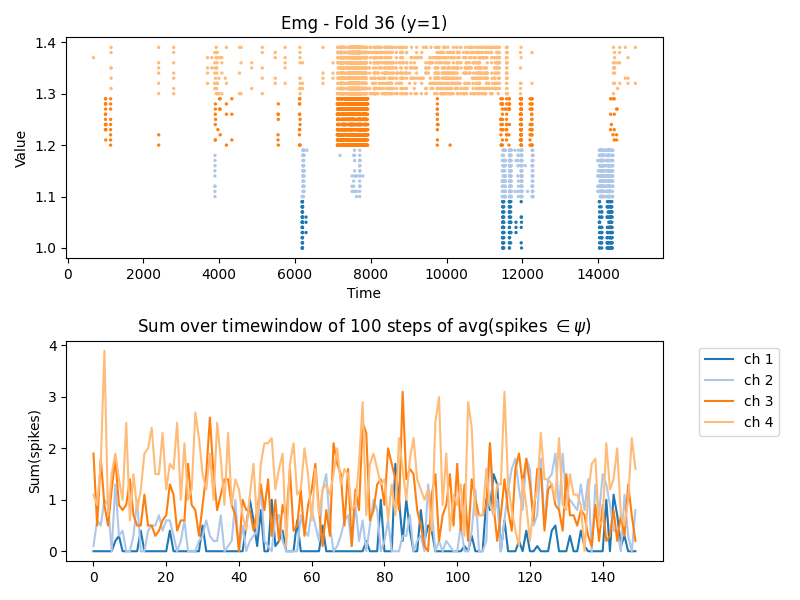 Emg - Fold 36 (y=1)
1.4
1.3
1.2
1.1
1.0
Value
0 2000 4000 6000 8000 10000 12000 14000
Time
Sum over timewindow of 100 steps of avg(spikes ∈ ψ)
4
3
2
1
0
Sum(spikes)
0 20 40 60 80 100 120 140
ch 1
ch 2
ch 3
ch 4